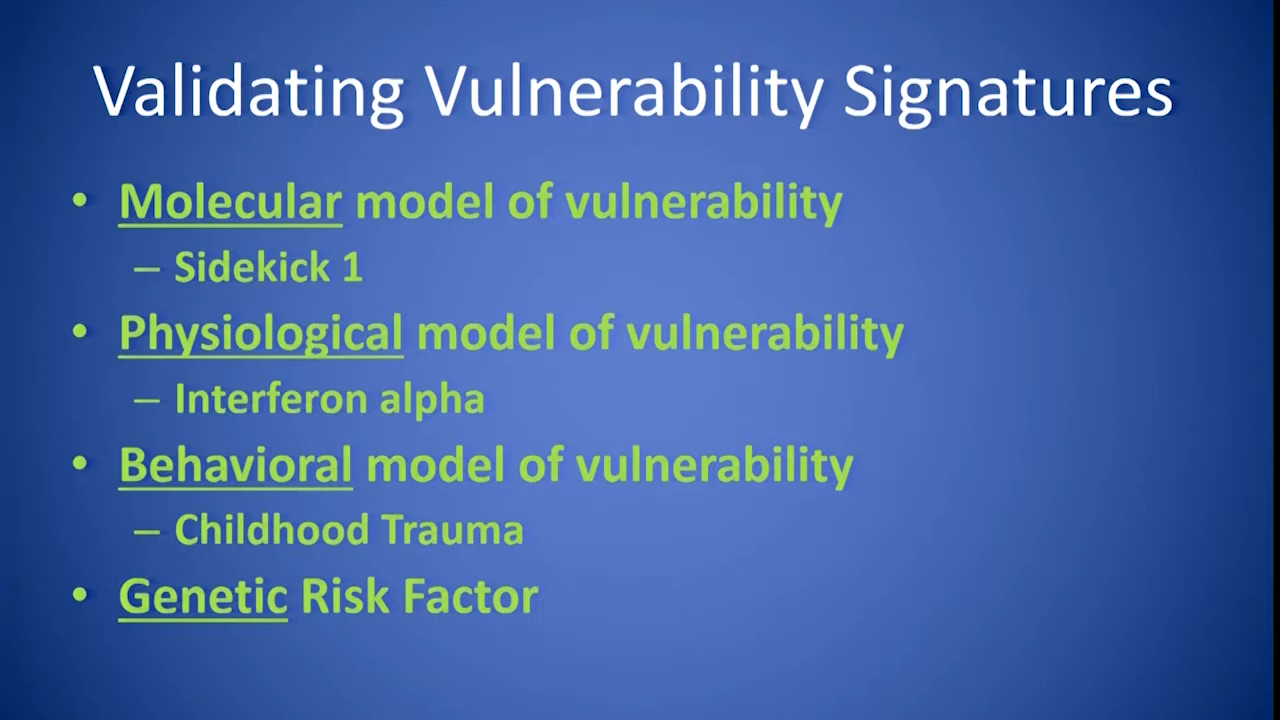 Validating Vulnerability Signatures
• Molecular model of vulnerability
– Sidekick 1
• Physiological model of vulnerability
– Interferon alpha
• Behavioral model of vulnerability
– Childhood Trauma
• Genetic Risk Factor